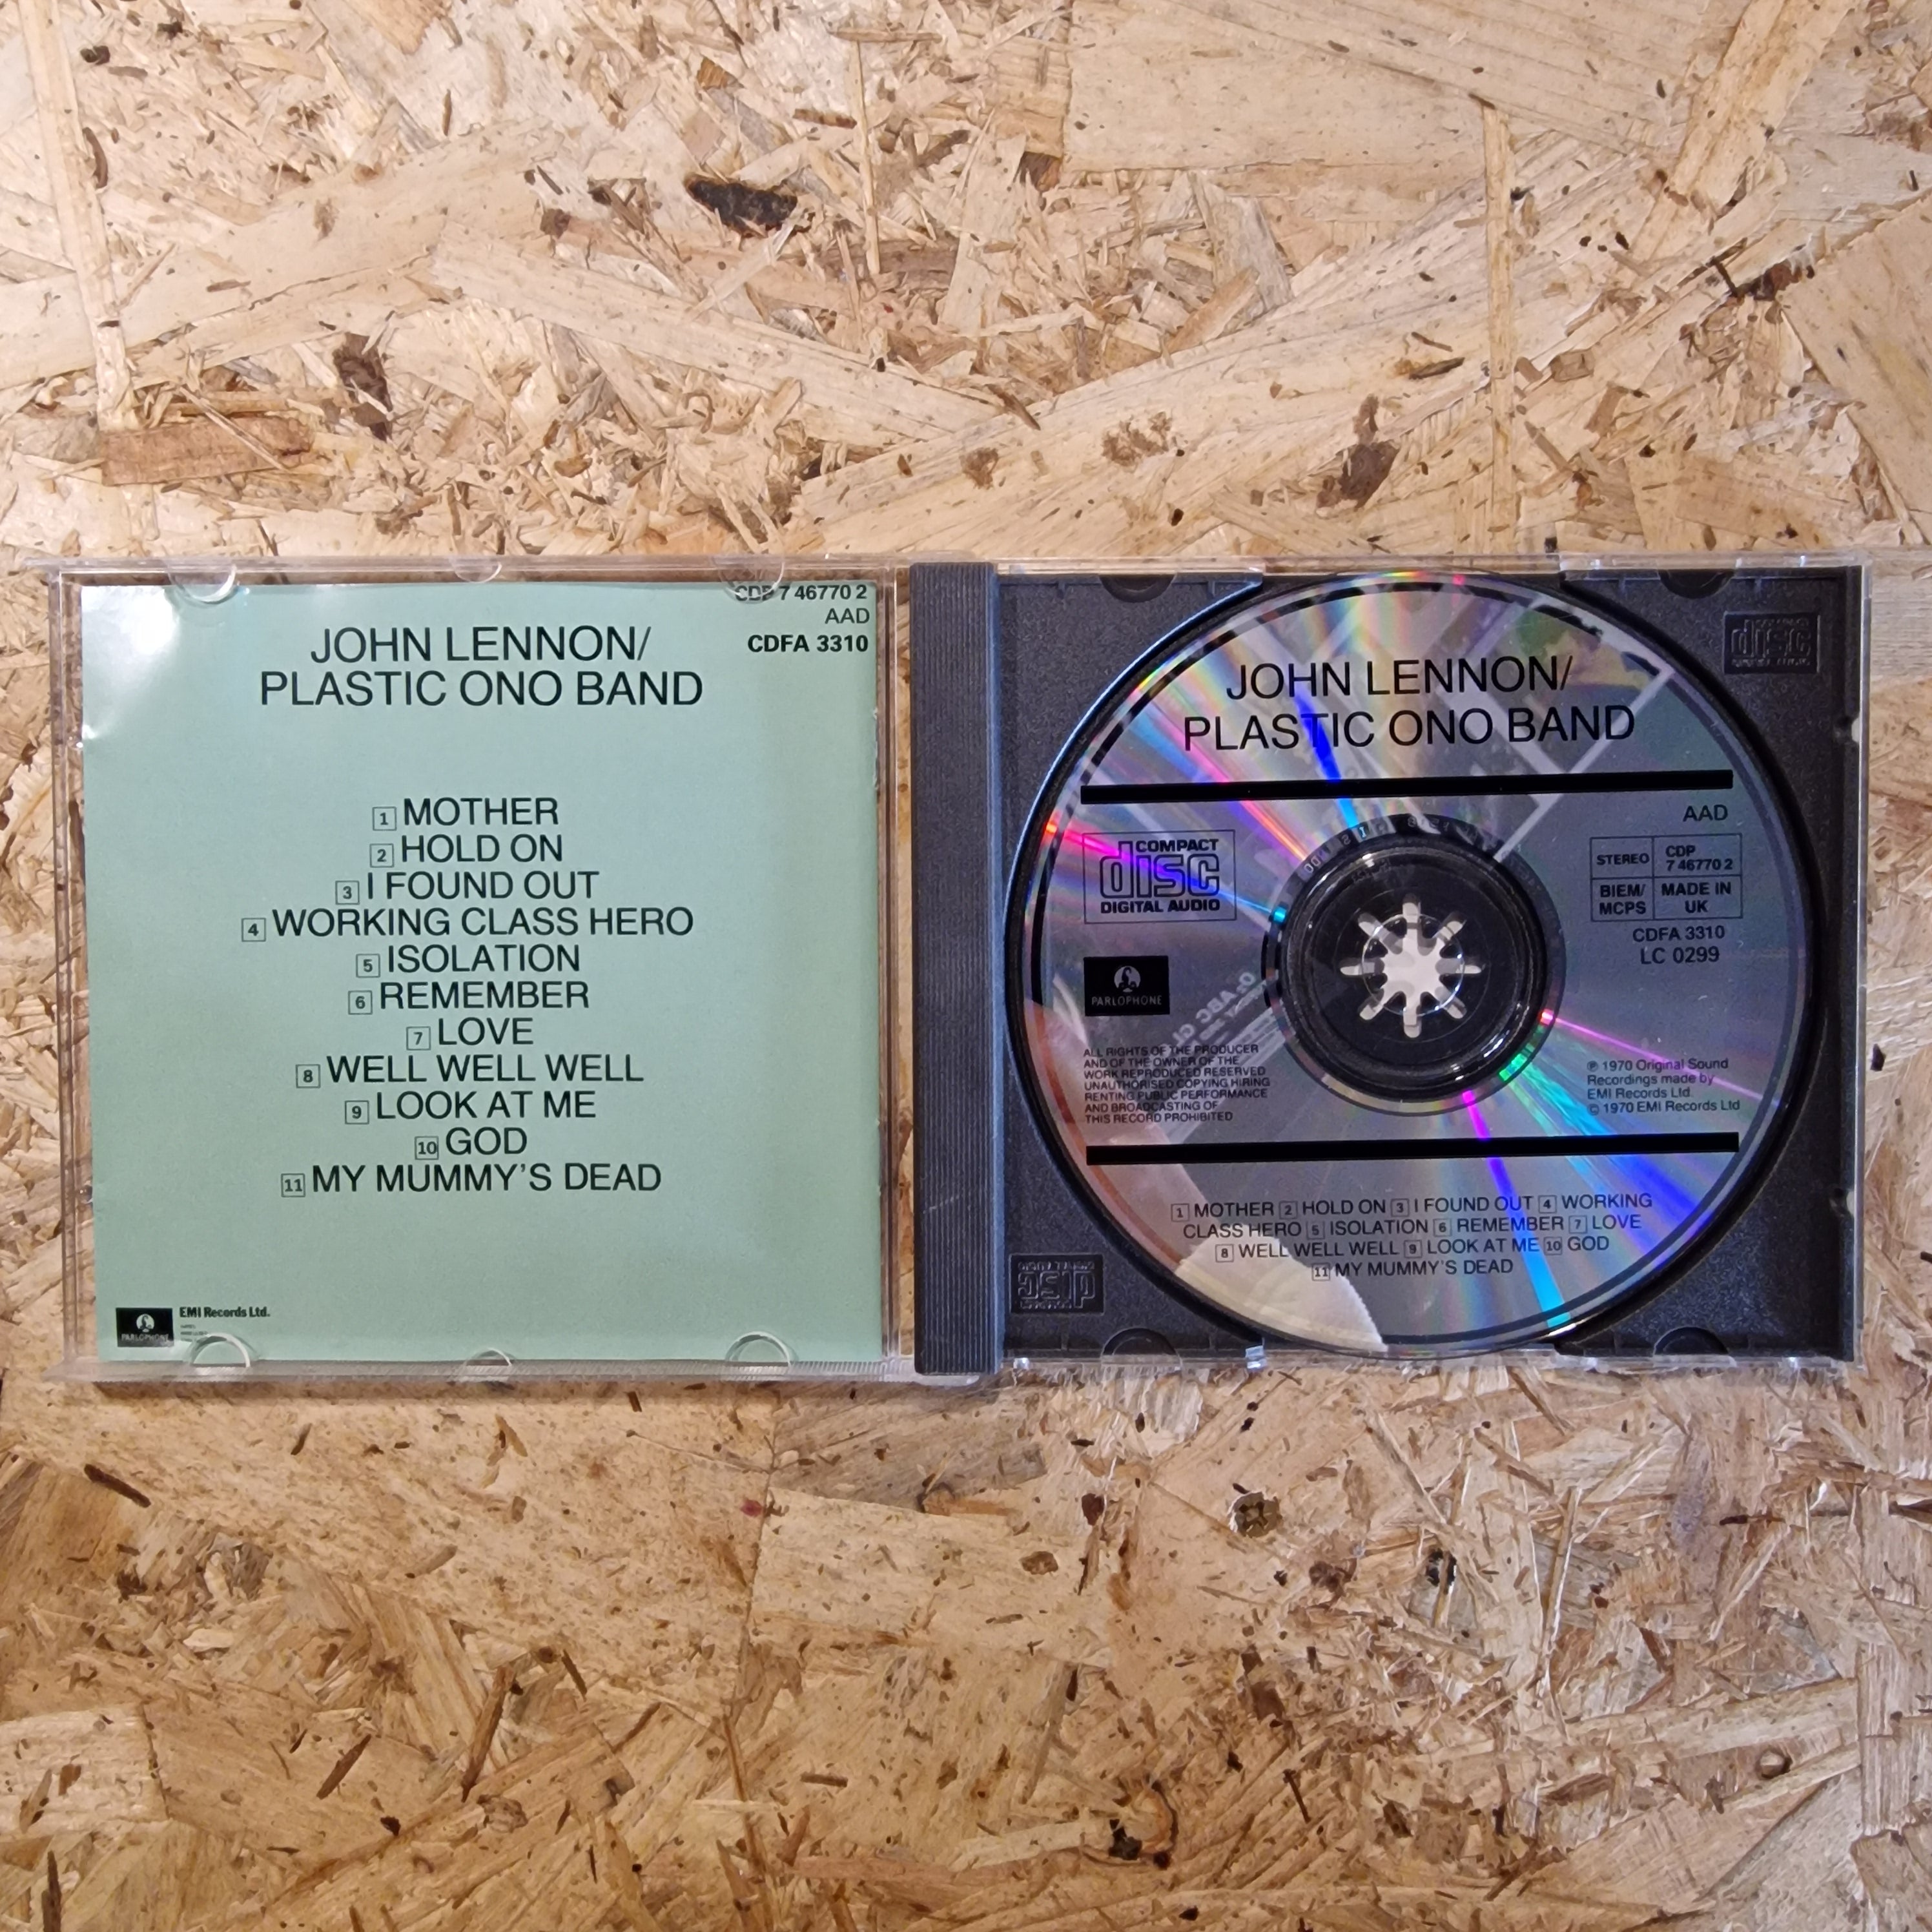 CDP 7 46770 2
AAD
CDFA 3310
JOHN LENNON/
PLASTIC ONO BAND
1 MOTHER
2 HOLD ON
3 I FOUND OUT
4 WORKING CLASS HERO
5 ISOLATION
6 REMEMBER
7 LOVE
8 WELL WELL WELL
9 LOOK AT ME
10 GOD
11 MY MUMMY'S DEAD
PARLOPHONE
EMI Records Ltd.
disc
JOHN LENNON/
PLASTIC ONO BAND
AAD
COMPACT
disc
DIGITAL AUDIO
STEREO
CDP
7 46770 2
BIEM/
MCPS
MADE IN
UK
CDFA 3310
LC 0299
PARLOPHONE
ALL RIGHTS OF THE PRODUCER
AND OF THE OWNER OF THE
WORK REPRODUCED RESERVED
UNAUTHORISED COPYING HIRING
RENTING PUBLIC PERFORMANCE
AND BROADCASTING OF
THIS RECORD PROHIBITED
℗ 1970 Original Sound
Recordings made by
EMI Records Ltd.
© 1970 EMI Records Ltd
1 MOTHER 2 HOLD ON 3 I FOUND OUT 4 WORKING
CLASS HERO 5 ISOLATION 6 REMEMBER 7 LOVE
8 WELL WELL WELL 9 LOOK AT ME 10 GOD
11 MY MUMMY'S DEAD
disc